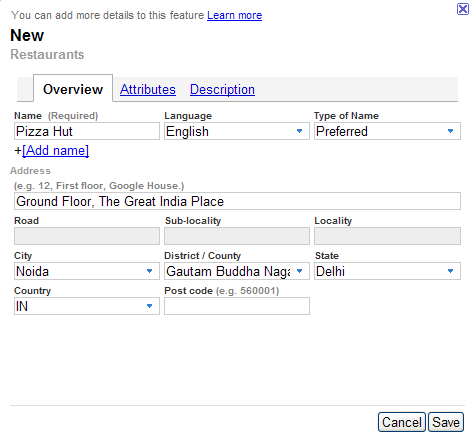 You can add more details to this feature Learn more
New
Restaurants
Overview Attributes Description
Name (Required) Language Type of Name
Pizza Hut English Preferred
+[Add name]
Address
(e.g. 12, First floor, Google House.)
Ground Floor, The Great India Place
Road Sub-locality Locality
City District / County State
Noida Gautam Buddha Naga Delhi
Country Post code (e.g. 560001)
IN
Cancel Save